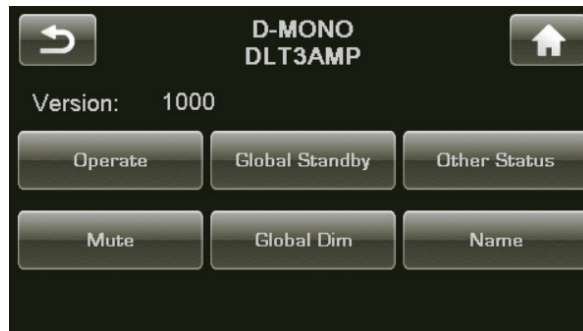 D-MONO
DLT3AMP
Version: 1000
Operate Global Standby Other Status
Mute Global Dim Name